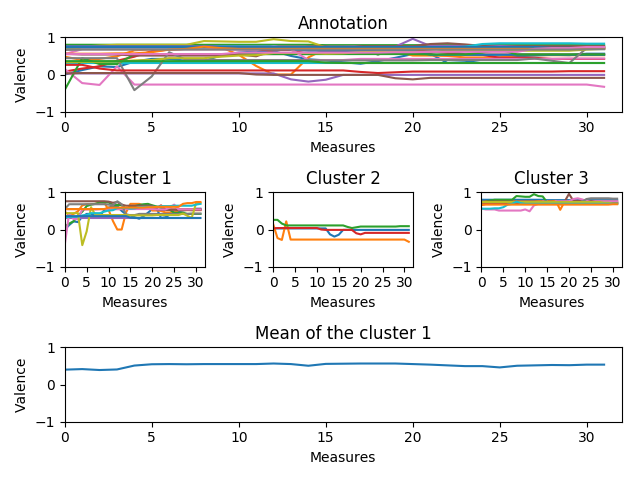 Annotation
Valence
1
0
−1
0 5 10 15 20 25 30
Measures
Cluster 1 Cluster 2 Cluster 3
Valence Valence Valence
1 1 1
0 0 0
−1 −1 −1
0 5 10 15 20 25 30 0 5 10 15 20 25 30 0 5 10 15 20 25 30
Measures Measures Measures
Mean of the cluster 1
Valence
1
0
−1
0 5 10 15 20 25 30
Measures